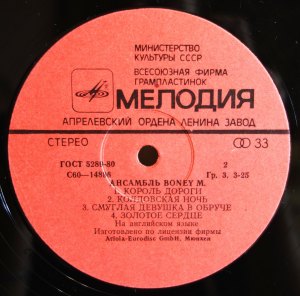 МИНИСТЕРСТВО
КУЛЬТУРЫ СССР
ВСЕСОЮЗНАЯ ФИРМА
ГРАМПЛАСТИНОК
МЕЛОДИЯ
АПРЕЛЕВСКИЙ ОРДЕНА ЛЕНИНА ЗАВОД
СТЕРЕО 33
ГОСТ 5289-80 2
С60—14896 Гр. 3, 3-25
АНСАМБЛЬ BONEY M.
1. КОРОЛЬ ДОРОГИ
2. КОЛДОВСКАЯ НОЧЬ
3. СМУГЛАЯ ДЕВУШКА В ОБРУЧЕ
4. ЗОЛОТОЕ СЕРДЦЕ
На английском языке
Изготовлено по лицензии фирмы
Ariola-Eurodisc GmbH, Мюнхен